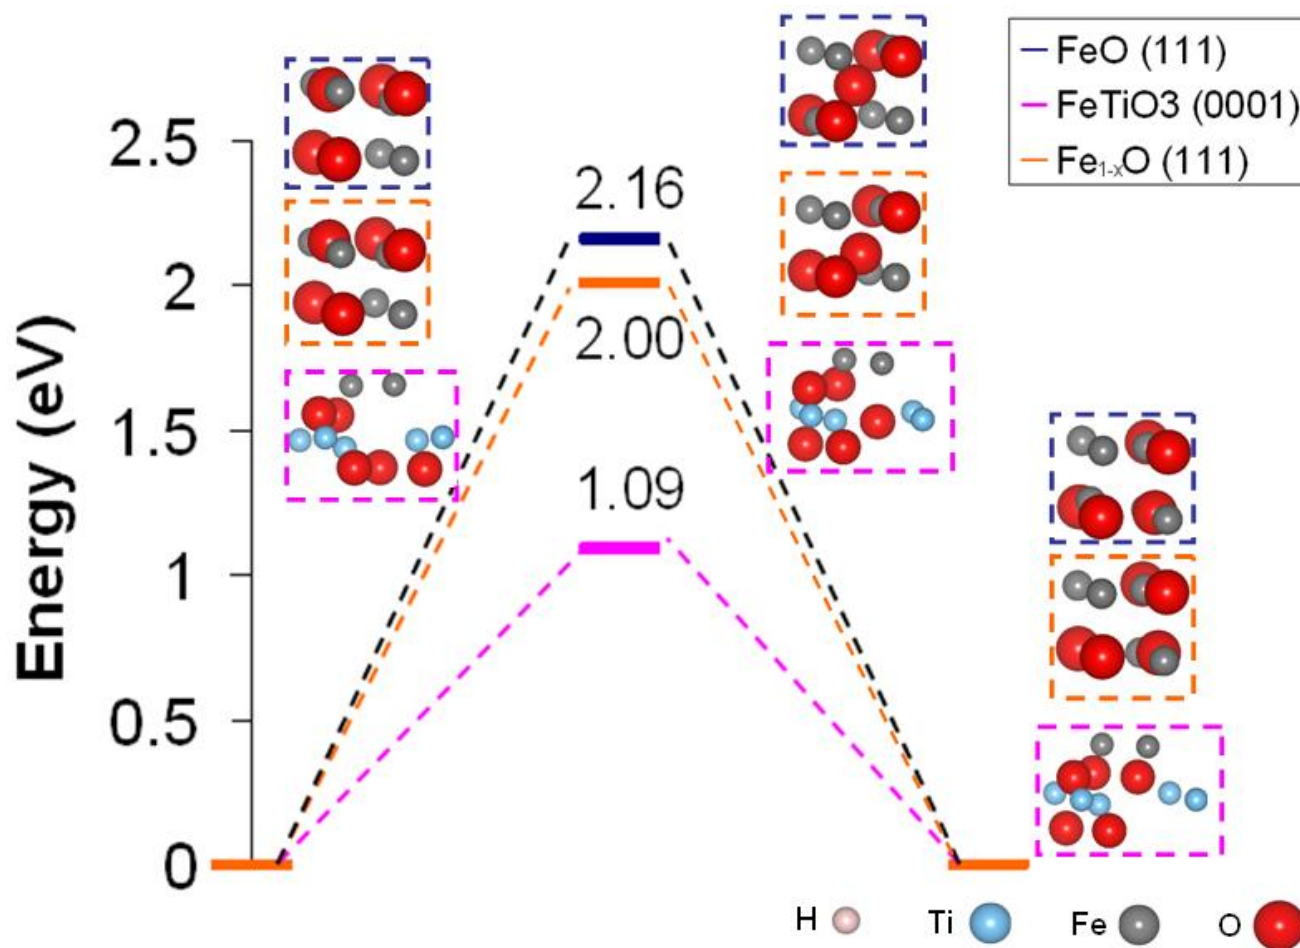 FeO (111)
FeTiO3 (0001)
Fe1-xO (111)
Energy (eV)
2.5
2
1.5
1
0.5
0
2.16
2.00
1.09
H
Ti
Fe
O